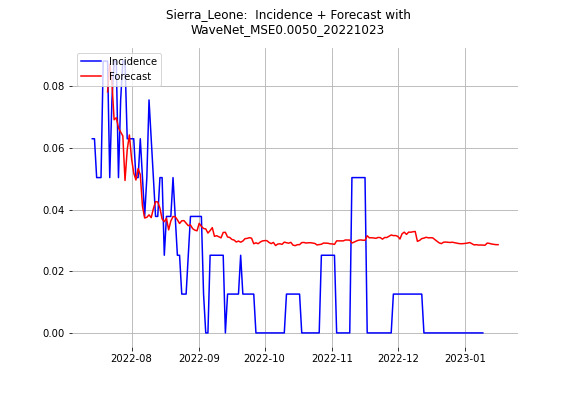 Sierra_Leone:  Incidence + Forecast with
WaveNet_MSE0.0050_20221023
Incidence
Forecast
0.08
0.06
0.04
0.02
0.00
2022-08
2022-09
2022-10
2022-11
2022-12
2023-01